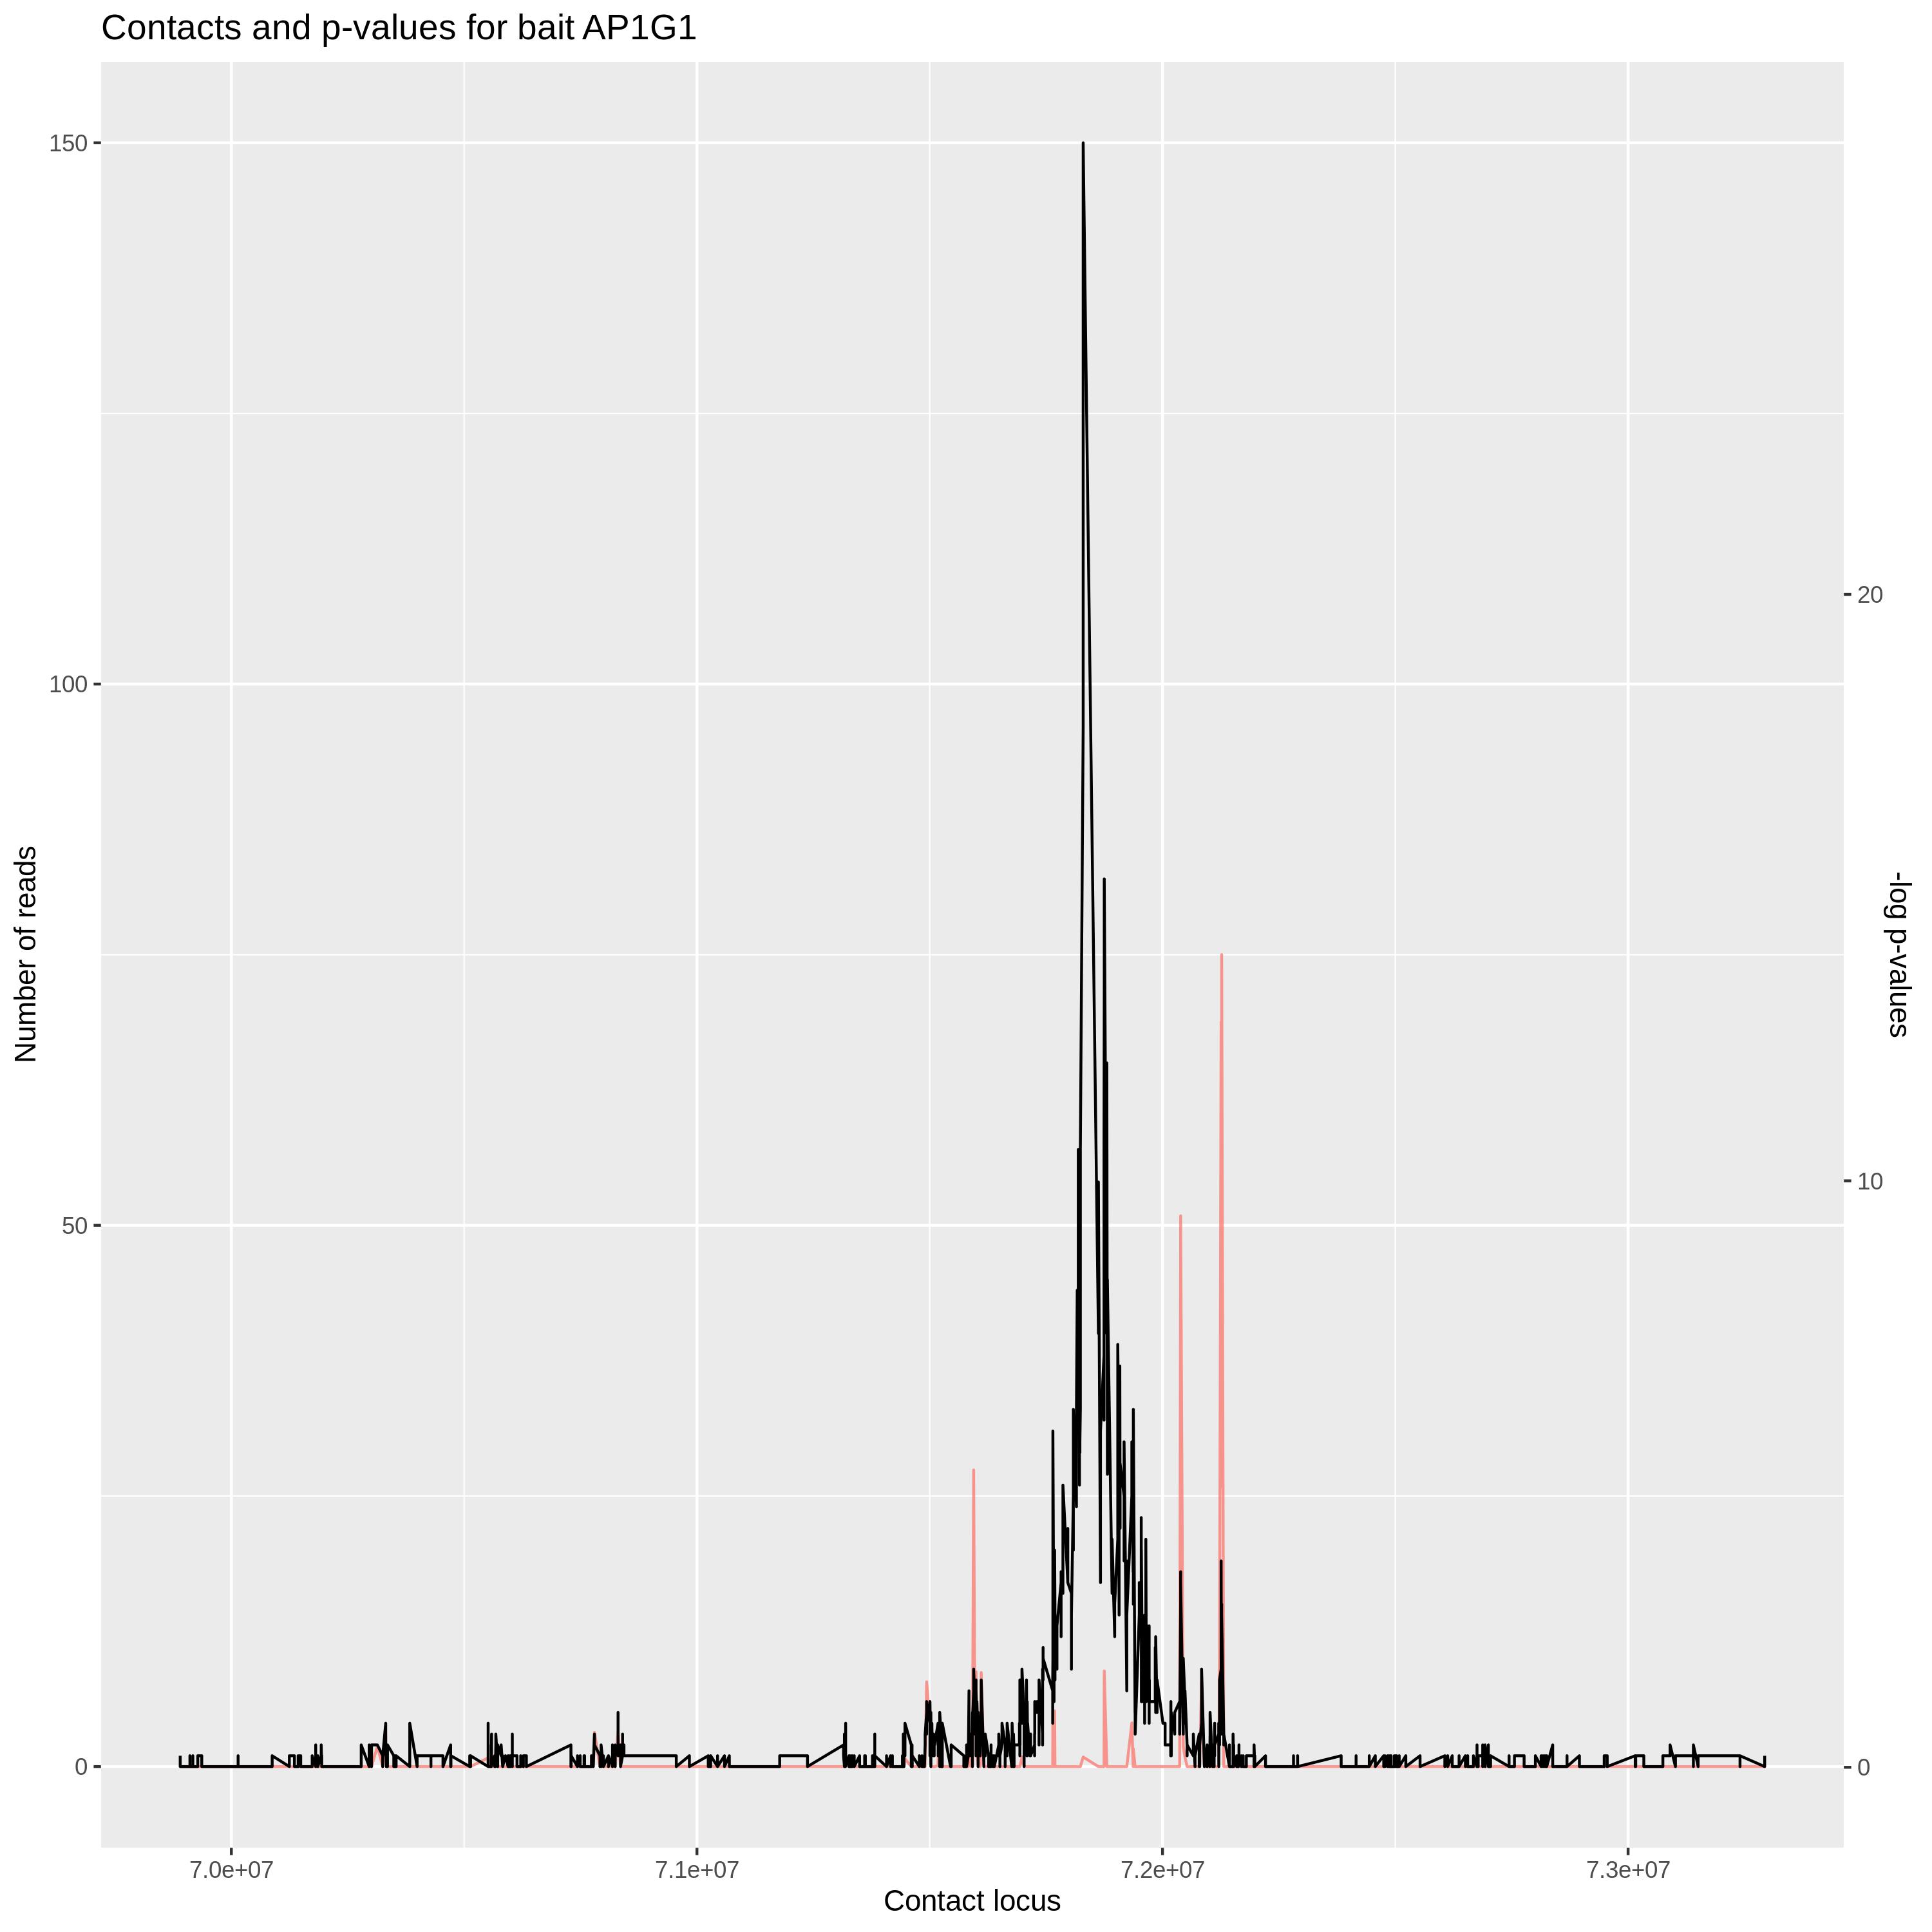 Contacts and p-values for bait AP1G1
150
100
50
0
Number of reads
20
10
0
-log p-values
7.0e+07
7.1e+07
7.2e+07
7.3e+07
Contact locus